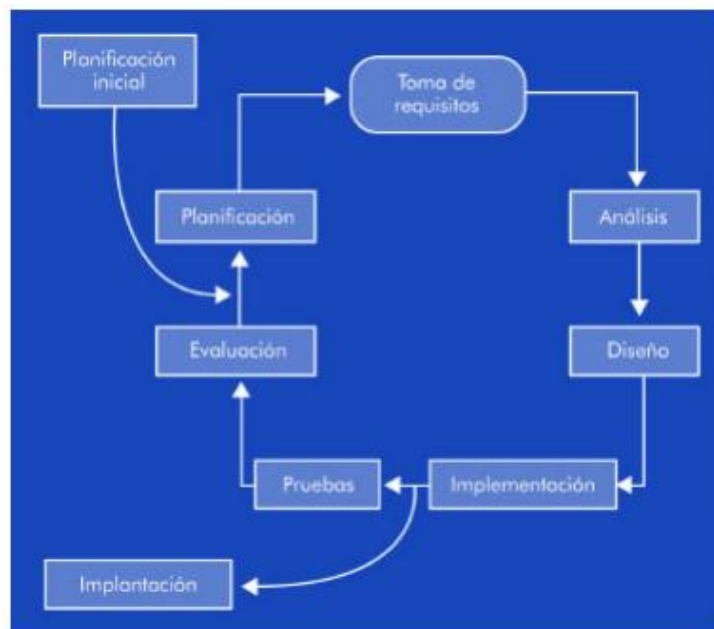 Planificación
inicial
Toma de
requisitos
Planificación
Análisis
Evaluación
Diseño
Pruebas
Implementación
Implantación